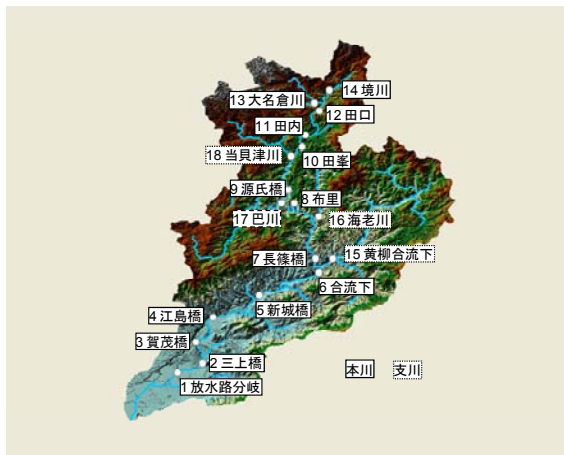 14 境川
13 大名倉川
12 田口
11 田内
18 当貝津川
10 田峯
9 源氏橋
8 布里
17 巴川
16 海老川
7 長篠橋
15 黄柳合流下
6 合流下
5 新城橋
4 江島橋
3 賀茂橋
2 三上橋
本川
支川
1 放水路分岐